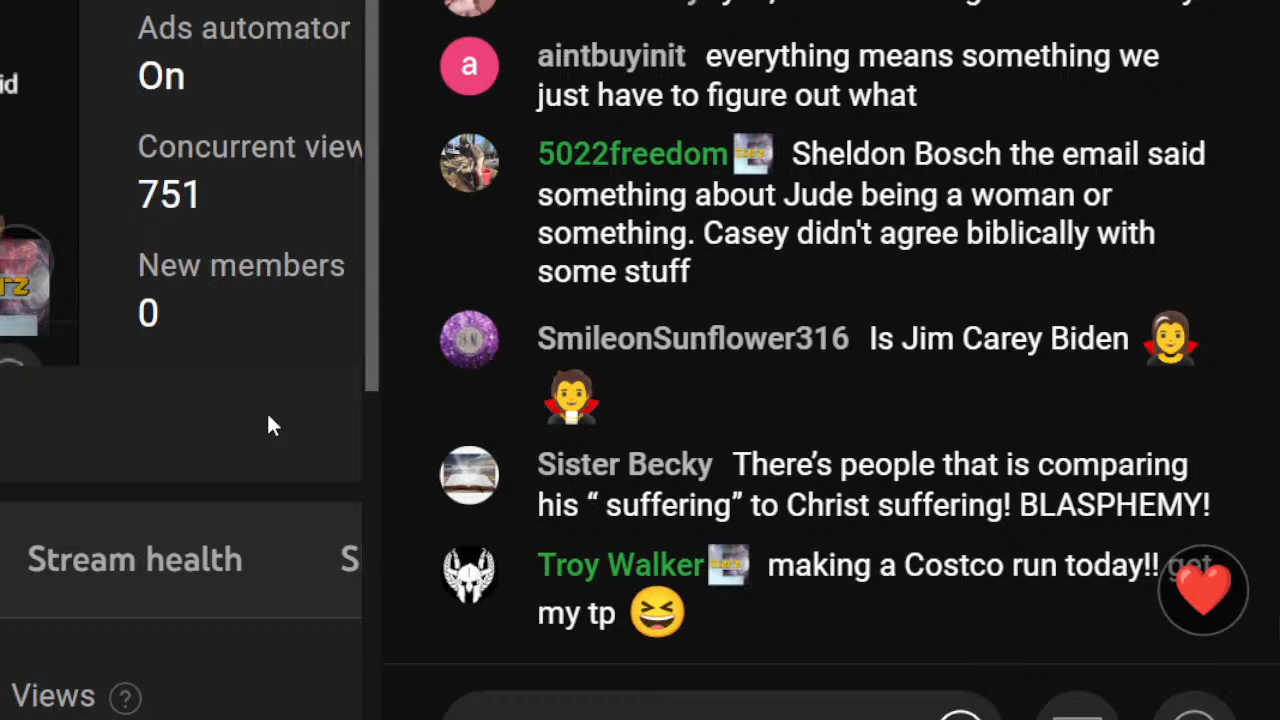 Ads automator
On
id
Concurrent view
751
New members
0
rz
Stream health
S
Views ?
a
aintbuyinit everything means something we
just have to figure out what
5022freedom Sheldon Bosch the email said
something about Jude being a woman or
something. Casey didn't agree biblically with
some stuff
SmileonSunflower316 Is Jim Carey Biden 🧛‍♀️
🧛‍♂️
Sister Becky There’s people that is comparing
his “ suffering” to Christ suffering! BLASPHEMY!
Troy Walker making a Costco run today!! got
my tp 😆